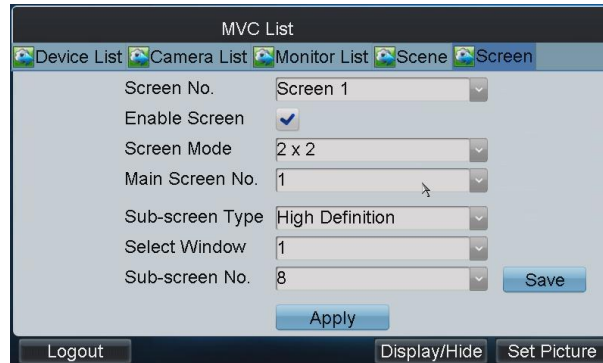 MVC List
Device List Camera List Monitor List Scene Screen
Screen No. Screen 1
Enable Screen
Screen Mode 2 x 2
Main Screen No. 1
Sub-screen Type High Definition
Select Window 1
Sub-screen No. 8 Save
Apply
Logout Display/Hide Set Picture